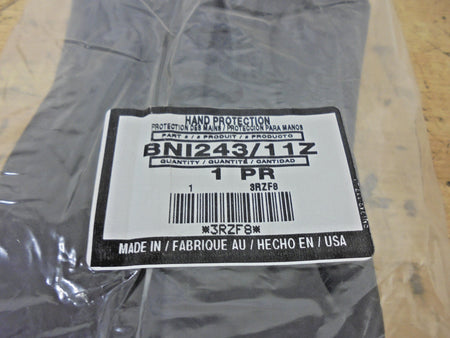 HAND PROTECTION
PROTECTION DES MAINS / PROTECCIÓN PARA MANOS
PART # / # PRODUIT / # PRODUCTO
BNI243/11Z
QUANTITY / QUANTITÉ / CANTIDAD
1 PR
1 3RZF8
*3RZF8*
MADE IN / FABRIQUE AU / HECHO EN / USA